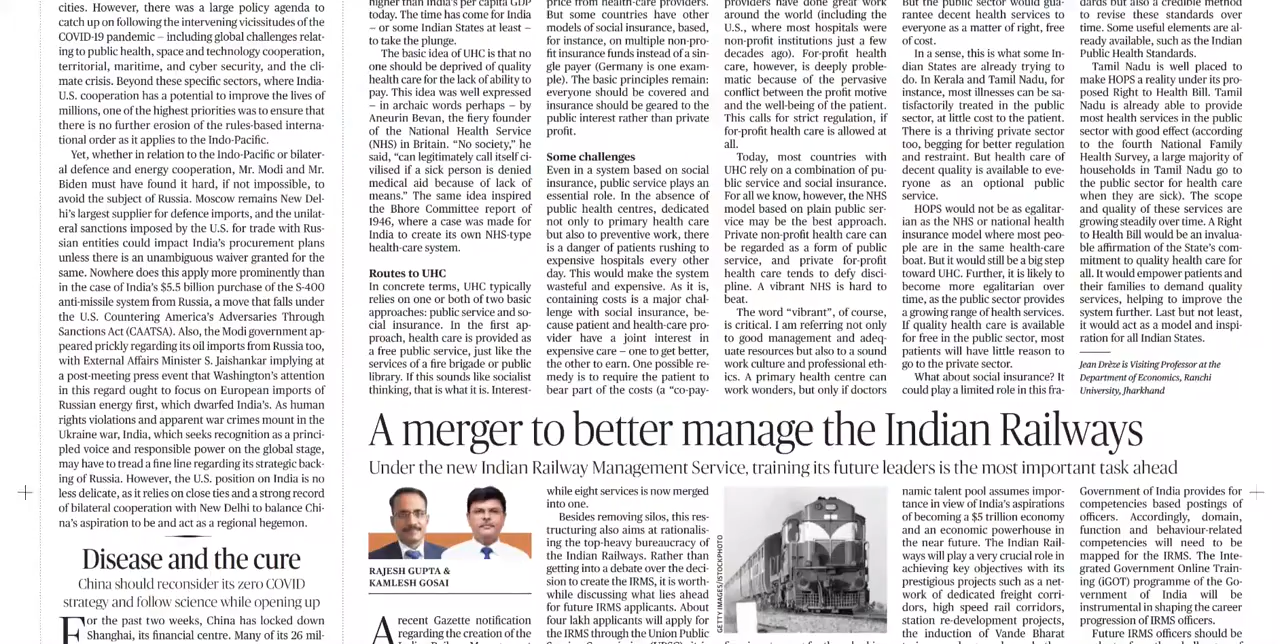 cities. However, there was a large policy agenda to
catch up on following the intervening vicissitudes of the
COVID-19 pandemic – including global challenges relat-
ing to public health, space and technology cooperation,
territorial, maritime, and cyber security, and the cli-
mate crisis. Beyond these specific sectors, where India-
U.S. cooperation has a potential to improve the lives of
millions, one of the highest priorities was to ensure that
there is no further erosion of the rules-based interna-
tional order as it applies to the Indo-Pacific.
Yet, whether in relation to the Indo-Pacific or bilater-
al defence and energy cooperation, Mr. Modi and Mr.
Biden must have found it hard, if not impossible, to
avoid the subject of Russia. Moscow remains New Del-
hi's largest supplier for defence imports, and the unilat-
eral sanctions imposed by the U.S. for trade with Rus-
sian entities could impact India's procurement plans
unless there is an unambiguous waiver granted for the
same. Nowhere does this apply more prominently than
in the case of India's $5.5 billion purchase of the S-400
anti-missile system from Russia, a move that falls under
the U.S. Countering America's Adversaries Through
Sanctions Act (CAATSA). Also, the Modi government ap-
peared prickly regarding its oil imports from Russia too,
with External Affairs Minister S. Jaishankar implying at
a post-meeting press event that Washington's attention
in this regard ought to focus on European imports of
Russian energy first, which dwarfed India's. As human
rights violations and apparent war crimes mount in the
Ukraine war, India, which seeks recognition as a princi-
pled voice and responsible power on the global stage,
may have to tread a fine line regarding its strategic back-
ing of Russia. However, the U.S. position on India is no
less delicate, as it relies on close ties and a strong record
of bilateral cooperation with New Delhi to balance Chi-
na's aspiration to be and act as a regional hegemon.
Disease and the cure
China should reconsider its zero COVID
strategy and follow science while opening up
For the past two weeks, China has locked down
Shanghai, its financial centre. Many of its 26 mil-
higher than India's per capita GDP
today. The time has come for India
– or some Indian States at least –
to take the plunge.
The basic idea of UHC is that no
one should be deprived of quality
health care for the lack of ability to
pay. This idea was well expressed
– in archaic words perhaps – by
Aneurin Bevan, the fiery founder
of the National Health Service
(NHS) in Britain. "No society," he
said, "can legitimately call itself ci-
vilised if a sick person is denied
medical aid because of lack of
means." The same idea inspired
the Bhore Committee report of
1946, where a case was made for
India to create its own NHS-type
health-care system.
Routes to UHC
In concrete terms, UHC typically
relies on one or both of two basic
approaches: public service and so-
cial insurance. In the first ap-
proach, health care is provided as
a free public service, just like the
services of a fire brigade or public
library. If this sounds like socialist
thinking, that is what it is. Interest-
price from health-care providers.
But some countries have other
models of social insurance, based,
for instance, on multiple non-pro-
fit insurance funds instead of a sin-
gle payer (Germany is one exam-
ple). The basic principles remain:
everyone should be covered and
insurance should be geared to the
public interest rather than private
profit.
Some challenges
Even in a system based on social
insurance, public service plays an
essential role. In the absence of
public health centres, dedicated
not only to primary health care
but also to preventive work, there
is a danger of patients rushing to
expensive hospitals every other
day. This would make the system
wasteful and expensive. As it is,
containing costs is a major chal-
lenge with social insurance, be-
cause patient and health-care pro-
vider have a joint interest in
expensive care – one to get better,
the other to earn. One possible re-
medy is to require the patient to
bear part of the costs (a "co-pay-
providers have done great work
around the world (including the
U.S., where most hospitals were
non-profit institutions just a few
decades ago). For-profit health
care, however, is deeply proble-
matic because of the pervasive
conflict between the profit motive
and the well-being of the patient.
This calls for strict regulation, if
for-profit health care is allowed at
all.
Today, most countries with
UHC rely on a combination of pu-
blic service and social insurance.
For all we know, however, the NHS
model based on plain public ser-
vice may be the best approach.
Private non-profit health care can
be regarded as a form of public
service, and private for-profit
health care tends to defy disci-
pline. A vibrant NHS is hard to
beat.
The word "vibrant", of course,
is critical. I am referring not only
to good management and adeq-
uate resources but also to a sound
work culture and professional eth-
ics. A primary health centre can
work wonders, but only if doctors
But the public sector would gua-
rantee decent health services to
everyone as a matter of right, free
of cost.
In a sense, this is what some In-
dian States are already trying to
do. In Kerala and Tamil Nadu, for
instance, most illnesses can be sa-
tisfactorily treated in the public
sector, at little cost to the patient.
There is a thriving private sector
too, begging for better regulation
and restraint. But health care of
decent quality is available to eve-
ryone as an optional public
service.
HOPS would not be as egalitar-
ian as the NHS or national health
insurance model where most peo-
ple are in the same health-care
boat. But it would still be a big step
toward UHC. Further, it is likely to
become more egalitarian over
time, as the public sector provides
a growing range of health services.
If quality health care is available
for free in the public sector, most
patients will have little reason to
go to the private sector.
What about social insurance? It
could play a limited role in this fra-
dards but also a credible method
to revise these standards over
time. Some useful elements are al-
ready available, such as the Indian
Public Health Standards.
Tamil Nadu is well placed to
make HOPS a reality under its pro-
posed Right to Health Bill. Tamil
Nadu is already able to provide
most health services in the public
sector with good effect (according
to the fourth National Family
Health Survey, a large majority of
households in Tamil Nadu go to
the public sector for health care
when they are sick). The scope
and quality of these services are
growing steadily over time. A Right
to Health Bill would be an invalua-
ble affirmation of the State's com-
mitment to quality health care for
all. It would empower patients and
their families to demand quality
services, helping to improve the
system further. Last but not least,
it would act as a model and inspi-
ration for all Indian States.
Jean Drèze is Visiting Professor at the
Department of Economics, Ranchi
University, Jharkhand
A merger to better manage the Indian Railways
Under the new Indian Railway Management Service, training its future leaders is the most important task ahead
RAJESH GUPTA &
KAMLESH GOSAI
A recent Gazette notification
regarding the creation of the
while eight services is now merged
into one.
Besides removing silos, this res-
tructuring also aims at rationalis-
ing the top-heavy bureaucracy of
the Indian Railways. Rather than
getting into a debate over the deci-
sion to create the IRMS, it is worth-
while discussing what lies ahead
for future IRMS applicants. About
four lakh applicants will apply for
the IRMS through the Union Public
GETTY IMAGES/ISTOCKPHOTO
namic talent pool assumes impor-
tance in view of India's aspirations
of becoming a $5 trillion economy
and an economic powerhouse in
the near future. The Indian Rail-
ways will play a very crucial role in
achieving key objectives with its
prestigious projects such as a net-
work of dedicated freight corri-
dors, high speed rail corridors,
station re-development projects,
the induction of Vande Bharat
Government of India provides for
competencies based postings of
officers. Accordingly, domain,
function and behaviour-related
competencies will need to be
mapped for the IRMS. The Inte-
grated Government Online Train-
ing (iGOT) programme of the Go-
vernment of India will be
instrumental in shaping the career
progression of IRMS officers.
Future IRMS officers should be